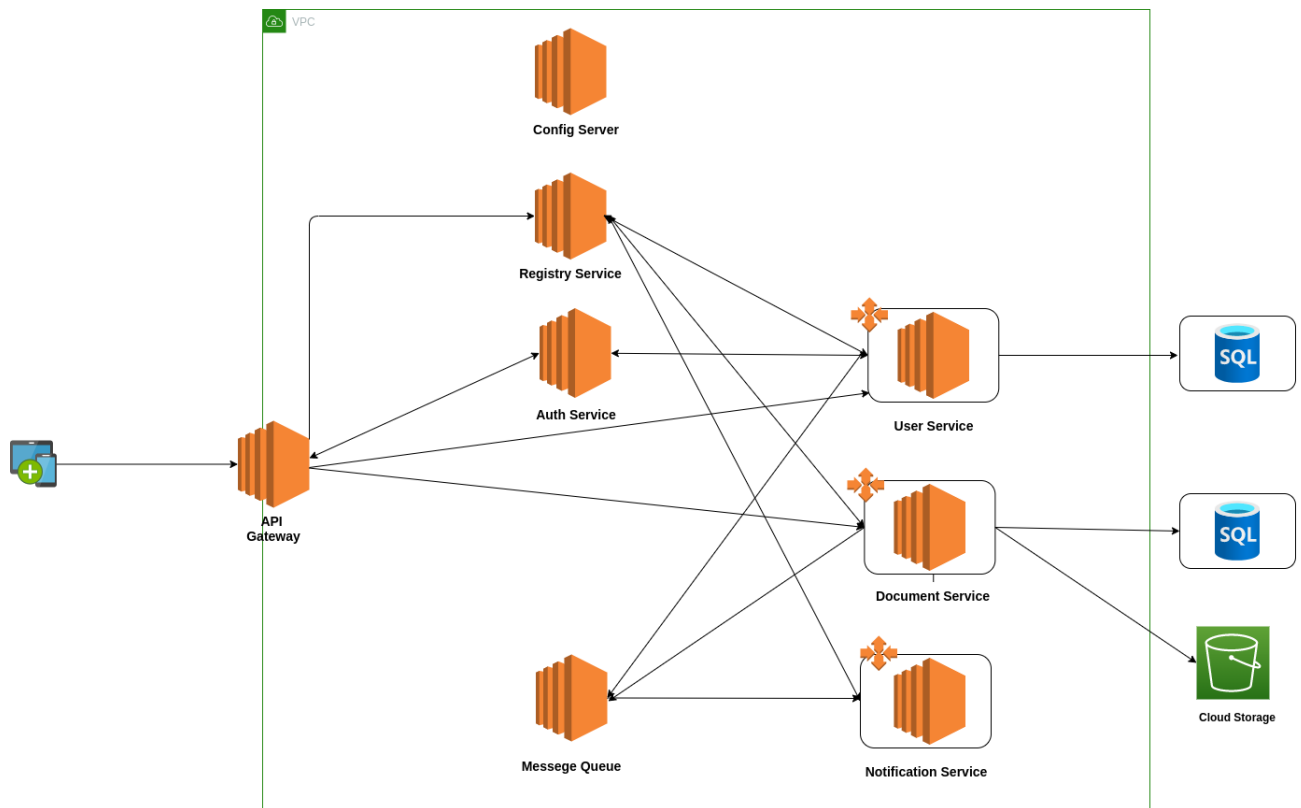 VPC
Config Server
Registry Service
Auth Service
User Service
SQL
API
Gateway
SQL
Document Service
Cloud Storage
Messege Queue
Notification Service